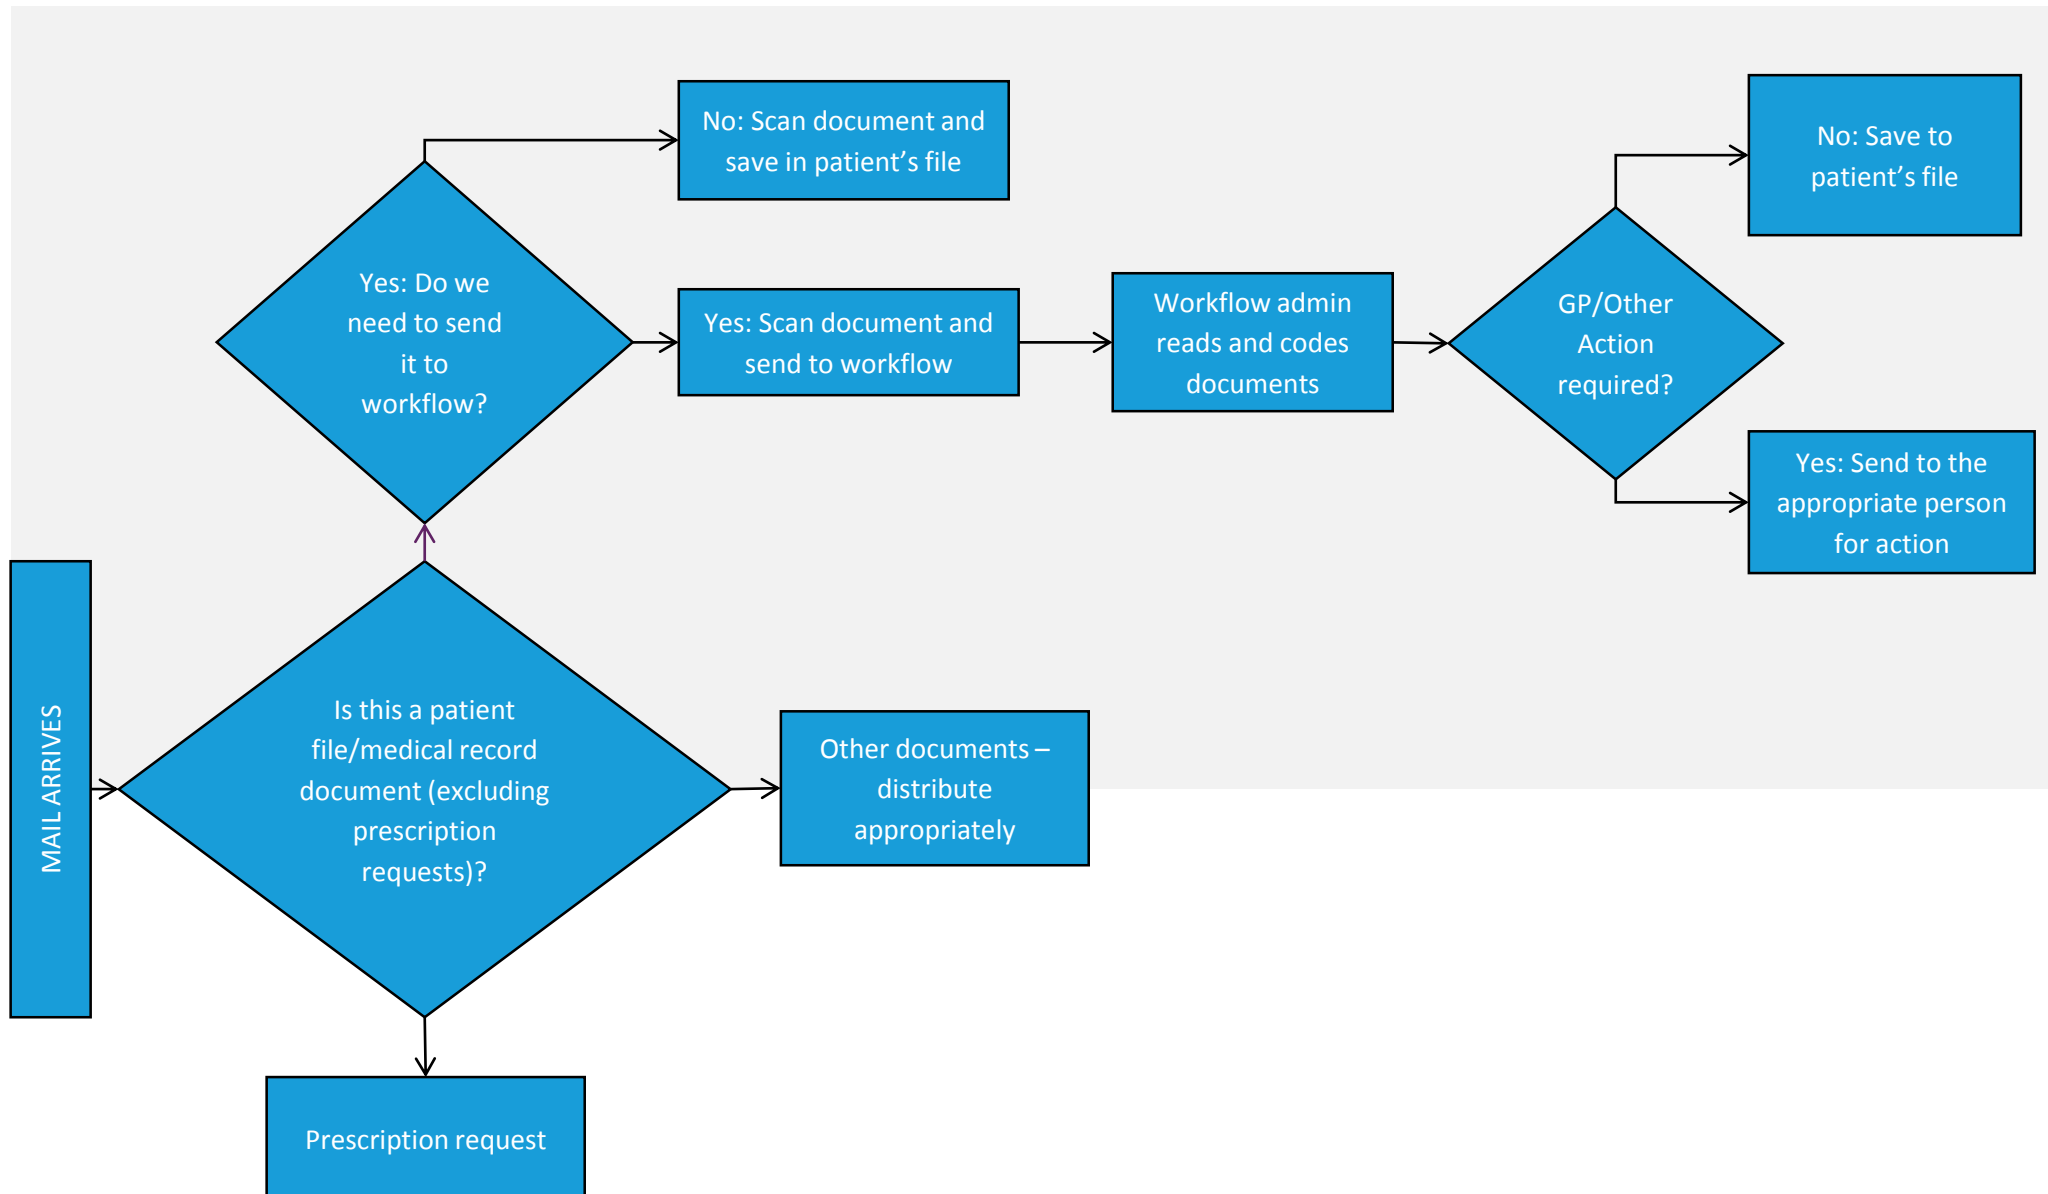 No: Scan document and
save in patient’s file
No: Save to
patient’s file
Yes: Do we
need to send
it to
workflow?
Yes: Scan document and
send to workflow
Workflow admin
reads and codes
documents
GP/Other
Action
required?
Yes: Send to the
appropriate person
for action
MAIL ARRIVES
Is this a patient
file/medical record
document (excluding
prescription
requests)?
Other documents –
distribute
appropriately
Prescription request